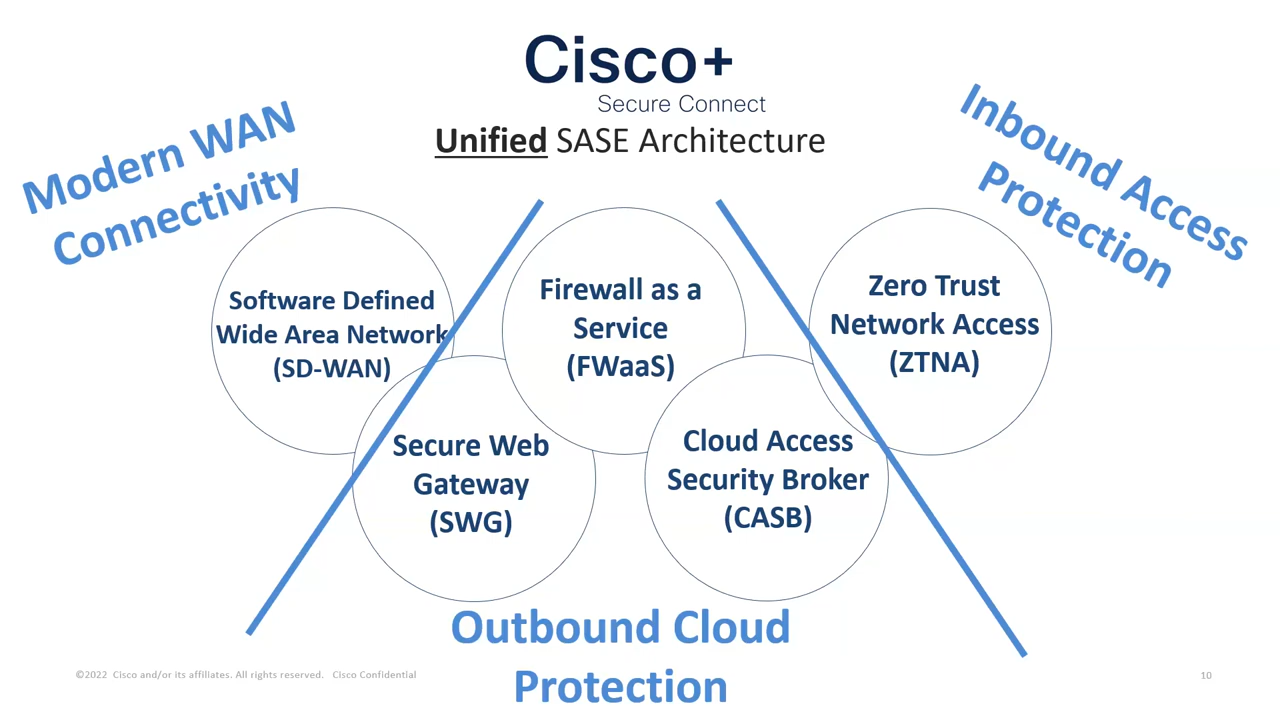 Cisco+
Secure Connect
Unified SASE Architecture
Modern WAN
Connectivity
Inbound Access
Protection
Software Defined
Wide Area Network
(SD-WAN)
Firewall as a
Service
(FWaaS)
Zero Trust
Network Access
(ZTNA)
Secure Web
Gateway
(SWG)
Cloud Access
Security Broker
(CASB)
Outbound Cloud
Protection
©2022 Cisco and/or its affiliates. All rights reserved. Cisco Confidential
10